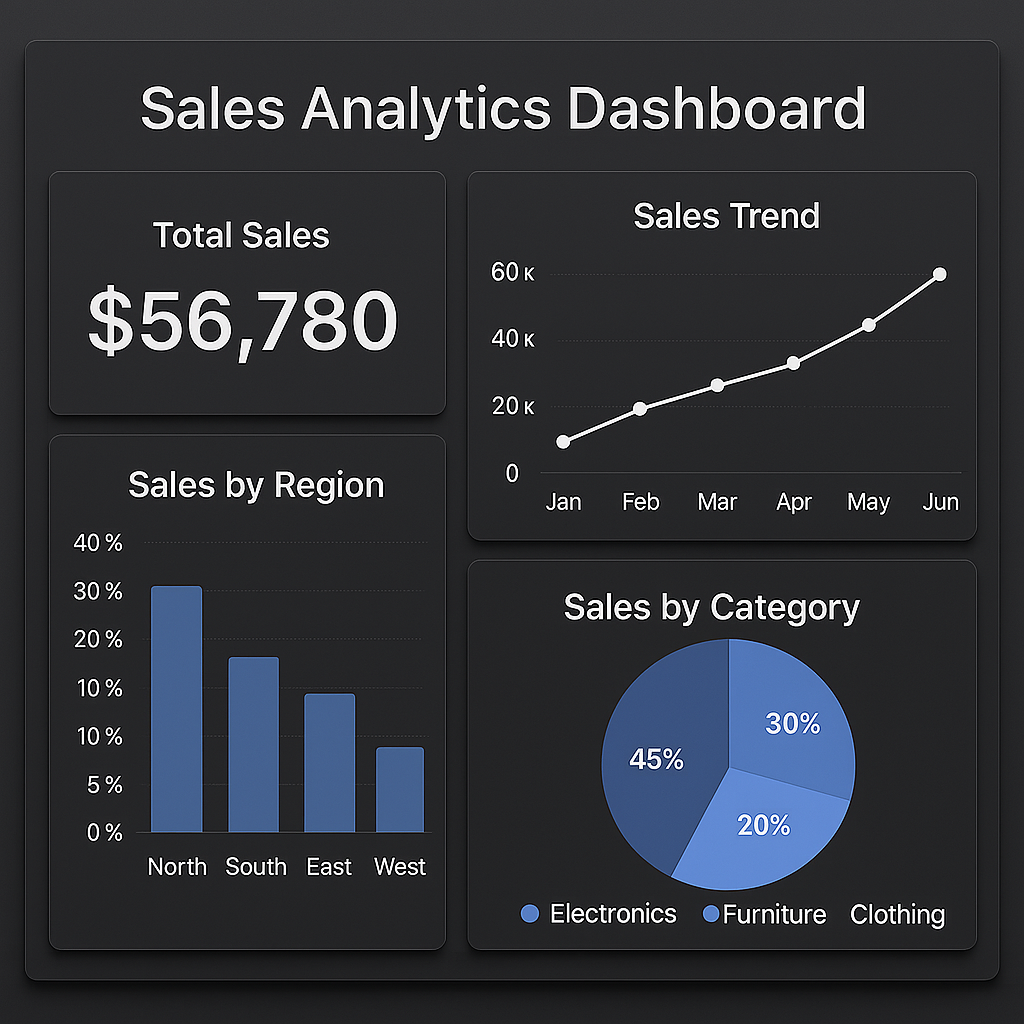 Sales Analytics Dashboard
Total Sales
$56,780
Sales Trend
60 K
40 K
20 K
0
Jan Feb Mar Apr May Jun
Sales by Region
40 %
30 %
20 %
10 %
10 %
5 %
0 %
North South East West
Sales by Category
30%
45%
20%
Electronics Furniture Clothing